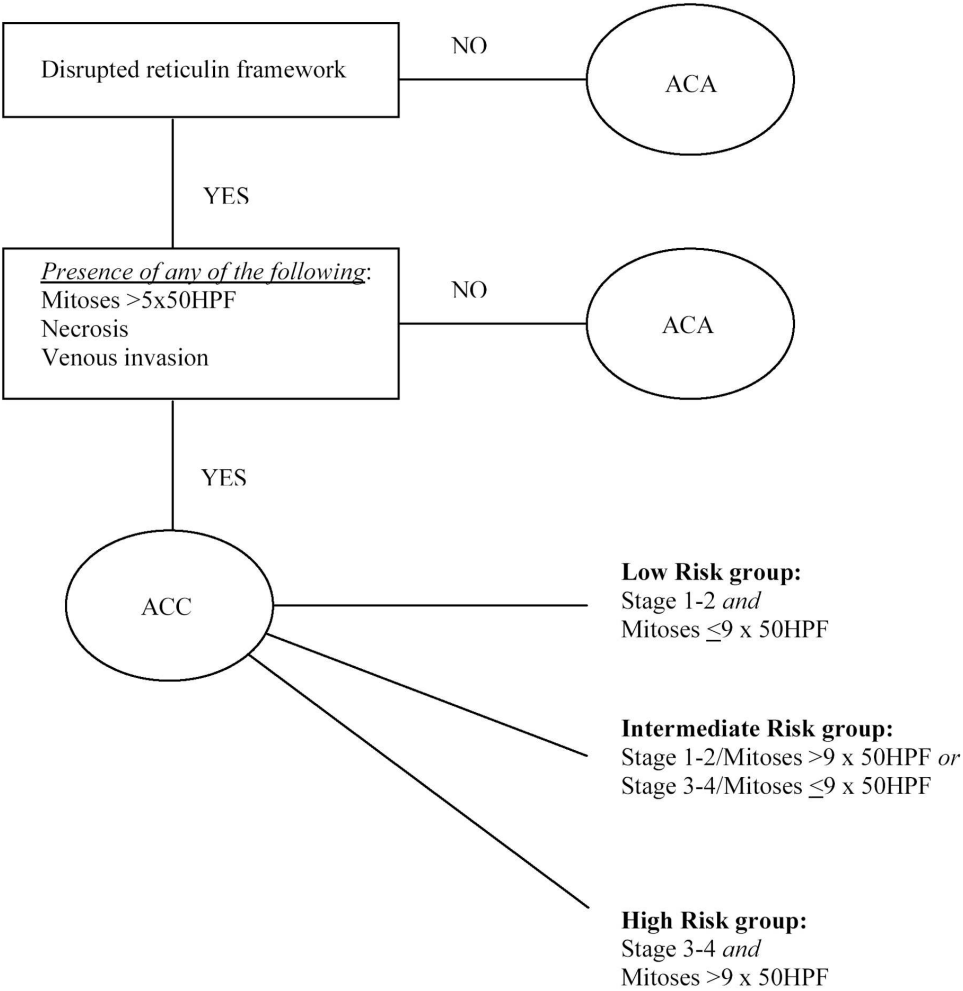 Disrupted reticulin framework
NO
ACA
YES
Presence of any of the following:
Mitoses >5x50HPF
Necrosis
Venous invasion
NO
ACA
YES
ACC
Low Risk group:
Stage 1-2 and
Mitoses ≤9 x 50HPF
Intermediate Risk group:
Stage 1-2/Mitoses >9 x 50HPF or
Stage 3-4/Mitoses ≤9 x 50HPF
High Risk group:
Stage 3-4 and
Mitoses >9 x 50HPF